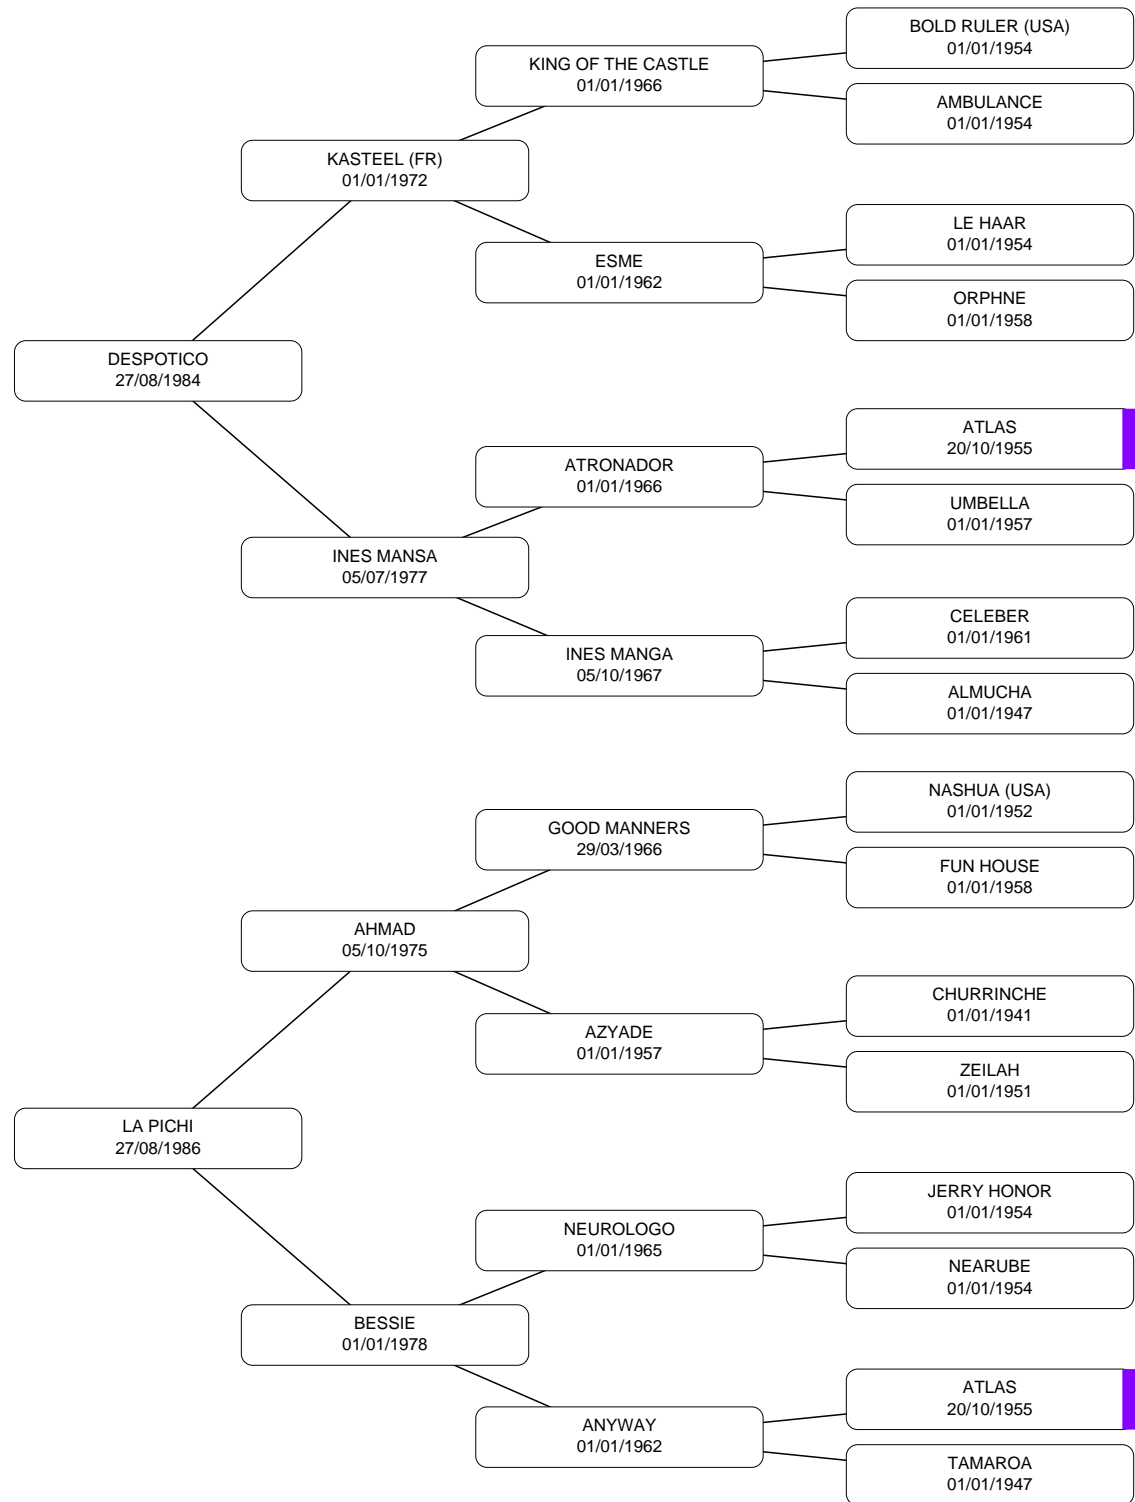 BOLD RULER (USA)
01/01/1954
KING OF THE CASTLE
01/01/1966
AMBULANCE
01/01/1954
KASTEEL (FR)
01/01/1972
LE HAAR
01/01/1954
ESME
01/01/1962
ORPHNE
01/01/1958
DESPOTICO
27/08/1984
ATLAS
20/10/1955
ATRONADOR
01/01/1966
UMBELLA
01/01/1957
INES MANSA
05/07/1977
CELEBER
01/01/1961
INES MANGA
05/10/1967
ALMUCHA
01/01/1947
NASHUA (USA)
01/01/1952
GOOD MANNERS
29/03/1966
FUN HOUSE
01/01/1958
AHMAD
05/10/1975
CHURRINCHE
01/01/1941
AZYADE
01/01/1957
ZEILAH
01/01/1951
LA PICHI
27/08/1986
JERRY HONOR
01/01/1954
NEUROLOGO
01/01/1965
NEARUBE
01/01/1954
BESSIE
01/01/1978
ATLAS
20/10/1955
ANYWAY
01/01/1962
TAMAROA
01/01/1947